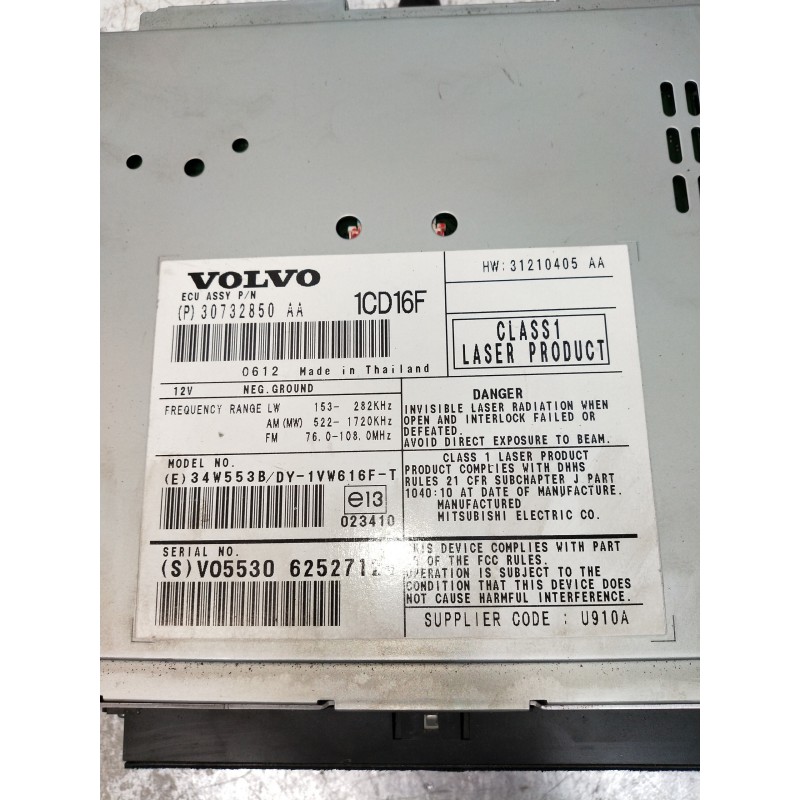 VOLVO
ECU ASSY P/N
(P) 30732850 AA
1CD16F
0612 Made in Thailand
HW:31210405 AA
CLASS1
LASER PRODUCT
12V NEG.GROUND
FREQUENCY RANGE LW 153- 282KHz
AM(MW) 522- 1720KHz
FM 76.0-108.0MHz
DANGER
INVISIBLE LASER RADIATION WHEN
OPEN AND INTERLOCK FAILED OR
DEFEATED.
AVOID DIRECT EXPOSURE TO BEAM.
MODEL NO.
(E)34W553B/DY-1VW616F-T
e13
023410
CLASS 1 LASER PRODUCT
PRODUCT COMPLIES WITH DHHS
RULES 21 CFR SUBCHAPTER J PART
1040:10 AT DATE OF MANUFACTURE.
MANUFACTURED
MITSUBISHI ELECTRIC CO.
SERIAL NO.
(S)VO5530 6252712
DEVICE COMPLIES WITH PART
OF THE FCC RULES.
OPERATION IS SUBJECT TO THE
CONDITION THAT THIS DEVICE DOES
NOT CAUSE HARMFUL INTERFERENCE.
SUPPLIER CODE : U910A